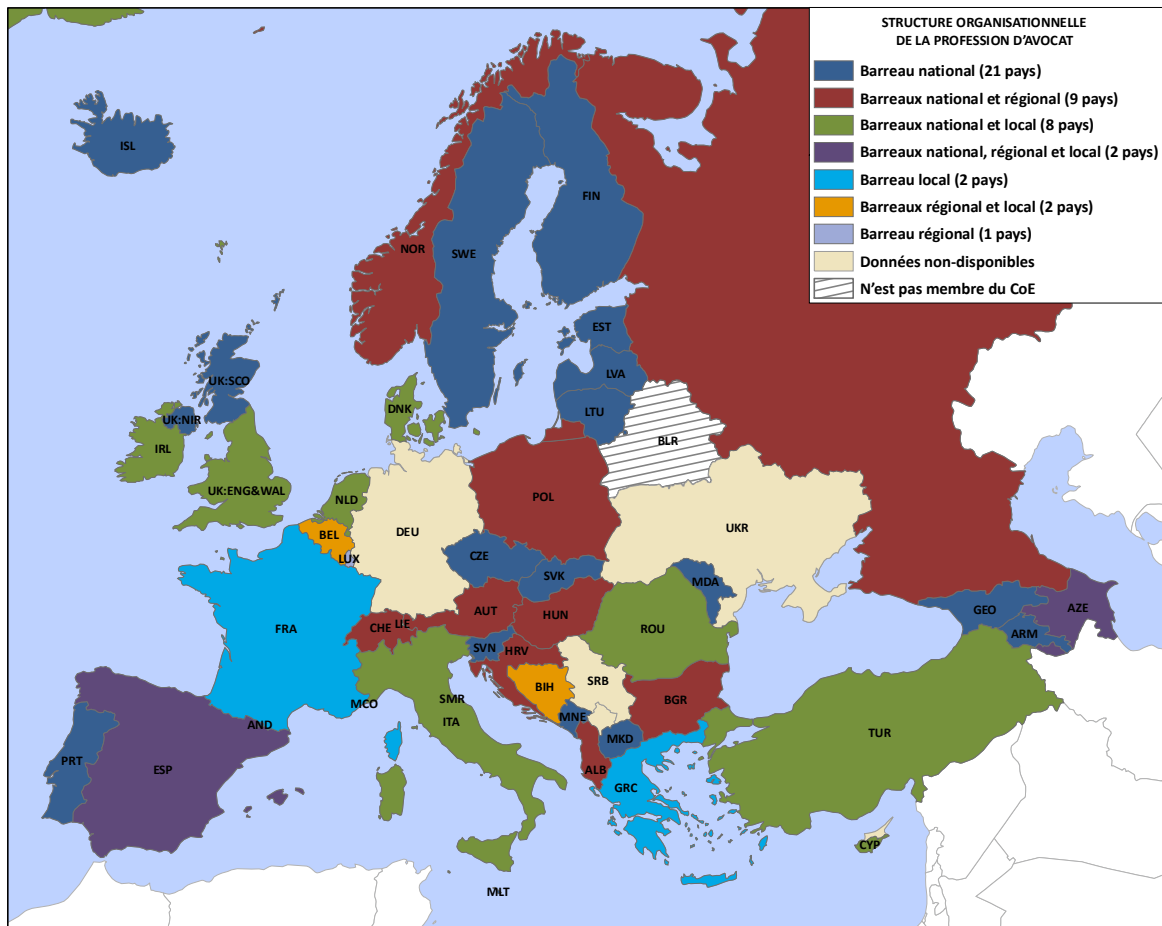 STRUCTURE ORGANISATIONNELLE
DE LA PROFESSION D'AVOCAT
Barreau national (21 pays)
Barreaux national et régional (9 pays)
Barreaux national et local (8 pays)
Barreaux national, régional et local (2 pays)
Barreau local (2 pays)
Barreaux régional et local (2 pays)
Barreau régional (1 pays)
Données non-disponibles
N'est pas membre du CoE
ISL
FIN
NOR
SWE
EST
LVA
UK:SCO
LTU
DNK
UK:NIR
BLR
IRL
UK:ENG&WAL
NLD
POL
DEU
UKR
BEL
LUX
CZE
SVK
MDA
AUT
HUN
GEO
AZE
FRA
CHE
LIE
ROU
ARM
SVN
HRV
SRB
BIH
MCO
SMR
BGR
AND
ITA
MNE
TUR
PRT
MKD
ESP
ALB
GRC
CYP
MLT